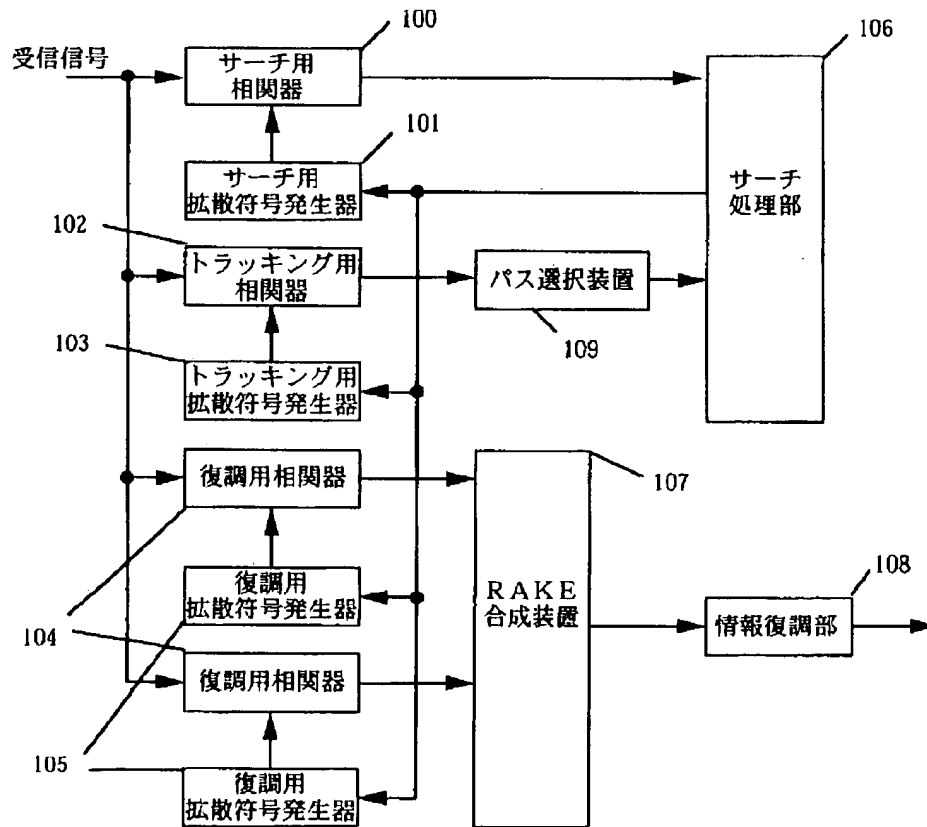 100
106
受信信号
サーチ用
相関器
101
サーチ用
拡散符号発生器
サーチ
処理部
102
トラッキング用
相関器
パス選択装置
109
103
トラッキング用
拡散符号発生器
復調用相関器
107
復調用
拡散符号発生器
RAKE
合成装置
108
情報復調部
104
復調用相関器
105
復調用
拡散符号発生器